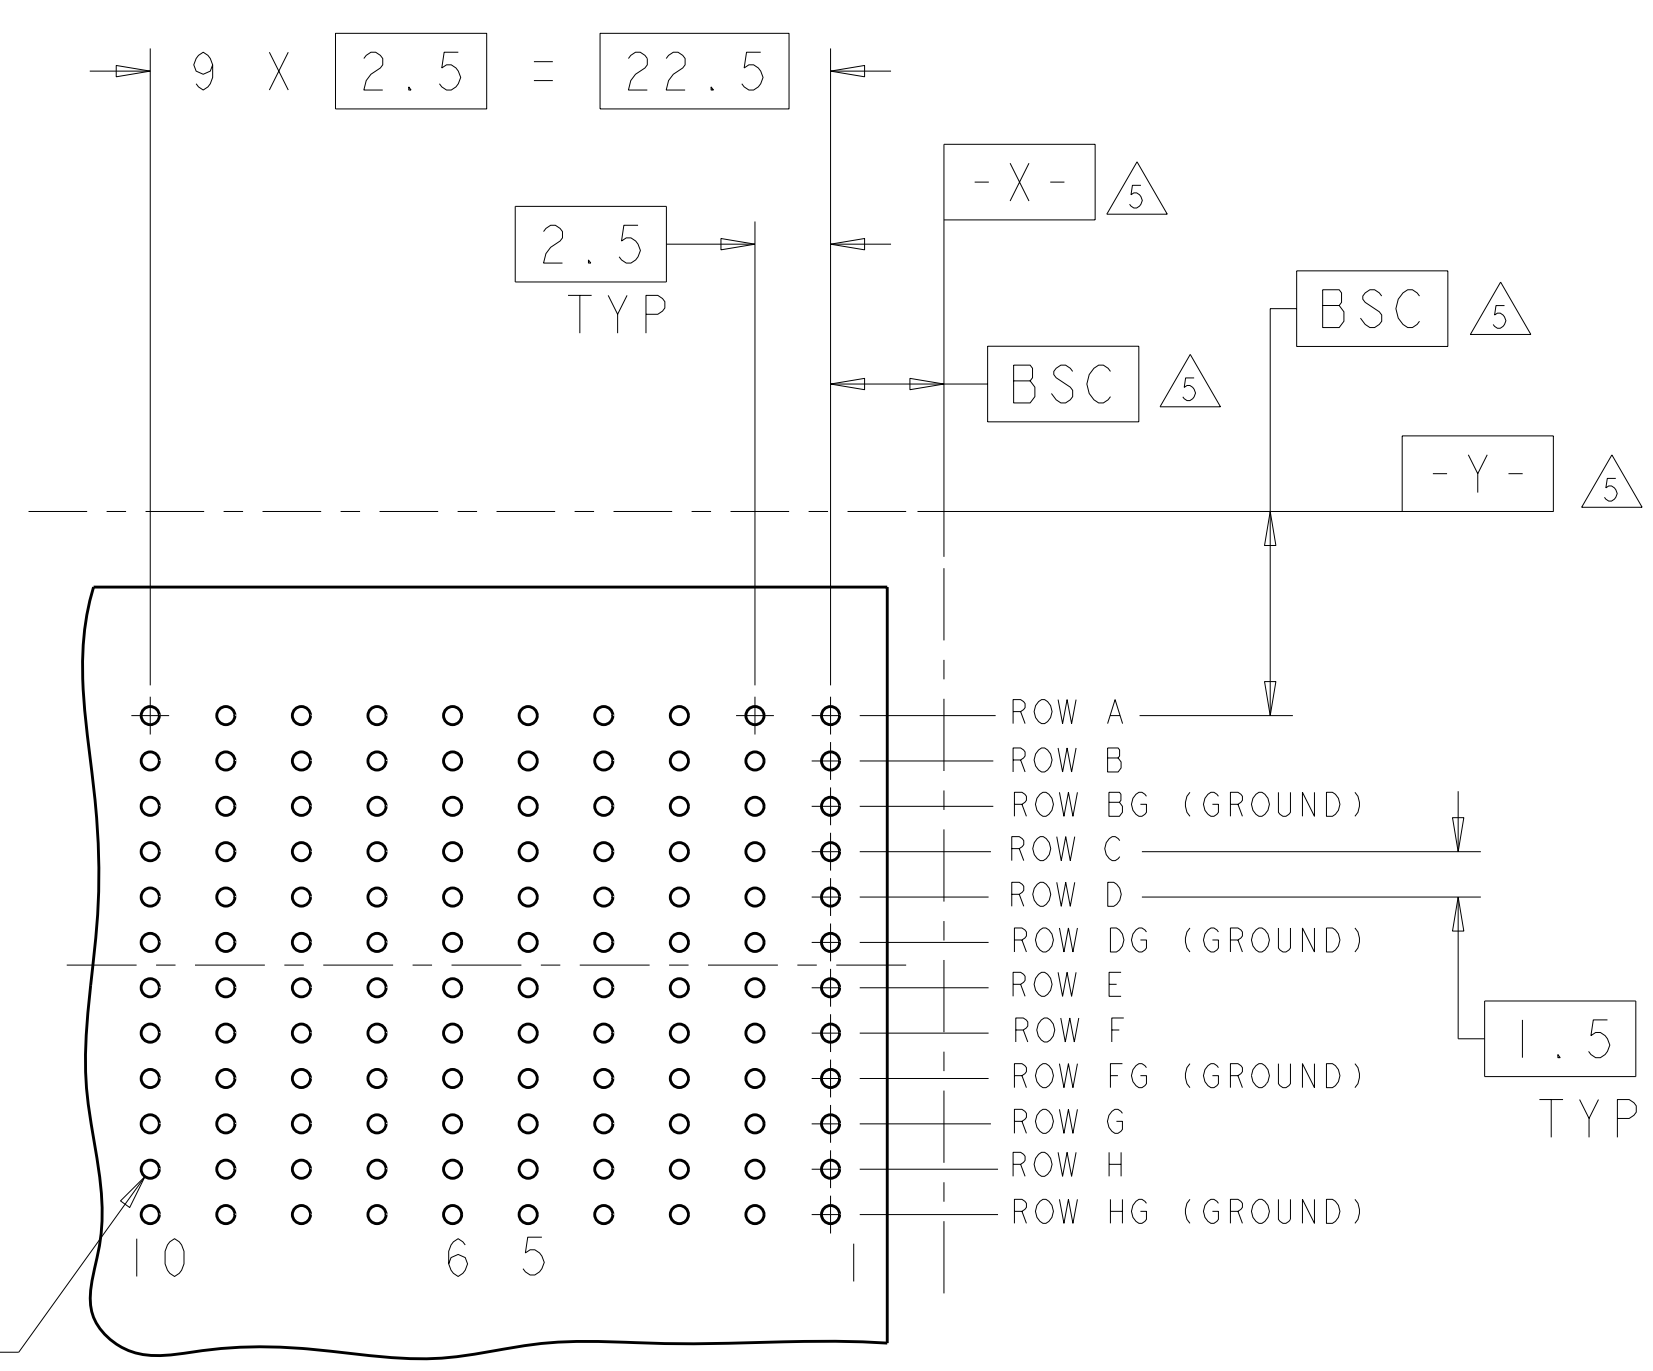 9 X 2.5 = 22.5
-X- 5
2.5
TYP
BSC 5
BSC 5
-Y- 5
ROW A
ROW B
ROW BG (GROUND)
ROW C
ROW D
ROW DG (GROUND)
ROW E
ROW F
1.5
TYP
ROW FG (GROUND)
ROW G
ROW H
ROW HG (GROUND)
10 6 5 1